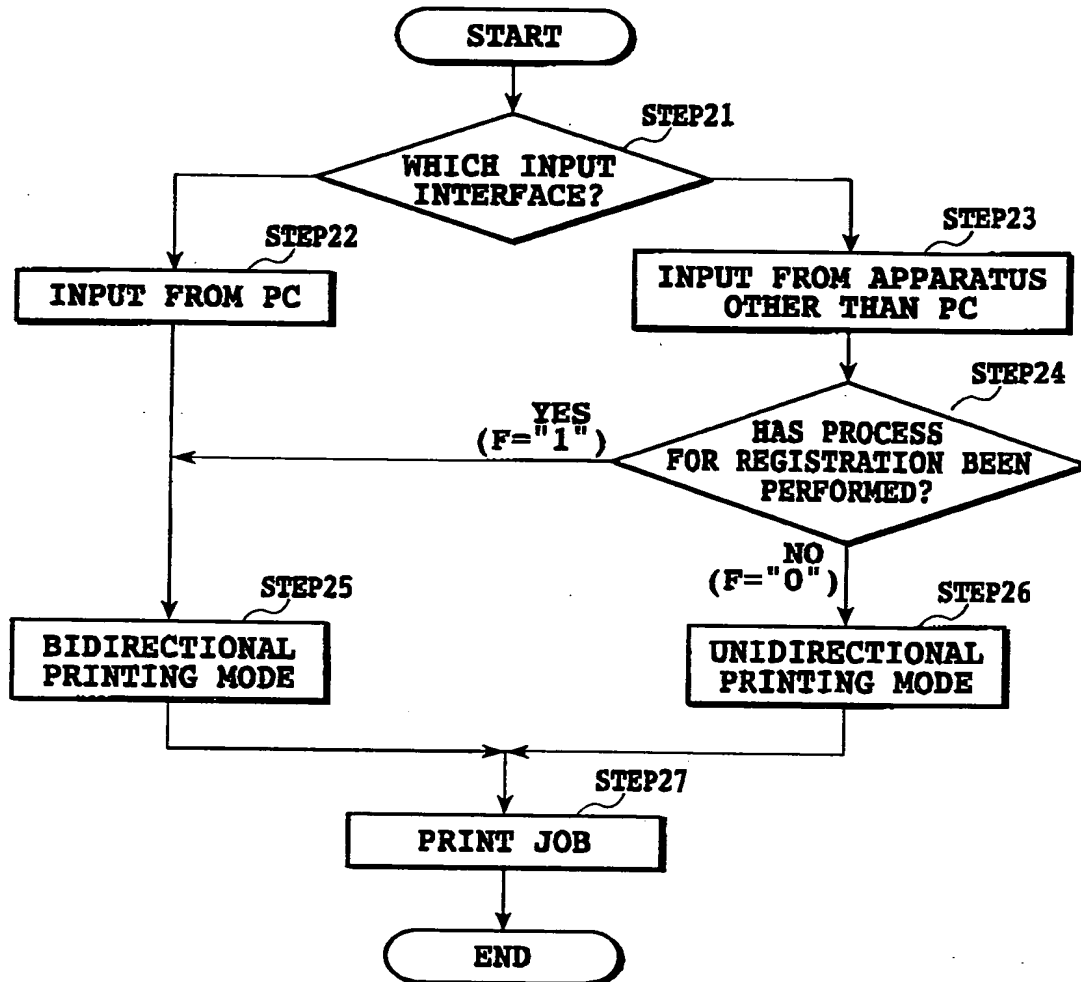 START
STEP21
WHICH INPUT
INTERFACE?
STEP22
STEP23
INPUT FROM PC
INPUT FROM APPARATUS
OTHER THAN PC
STEP24
YES
(F="1")
HAS PROCESS
FOR REGISTRATION BEEN
PERFORMED?
NO
(F="0")
STEP25
STEP26
BIDIRECTIONAL
PRINTING MODE
UNIDIRECTIONAL
PRINTING MODE
STEP27
PRINT JOB
END